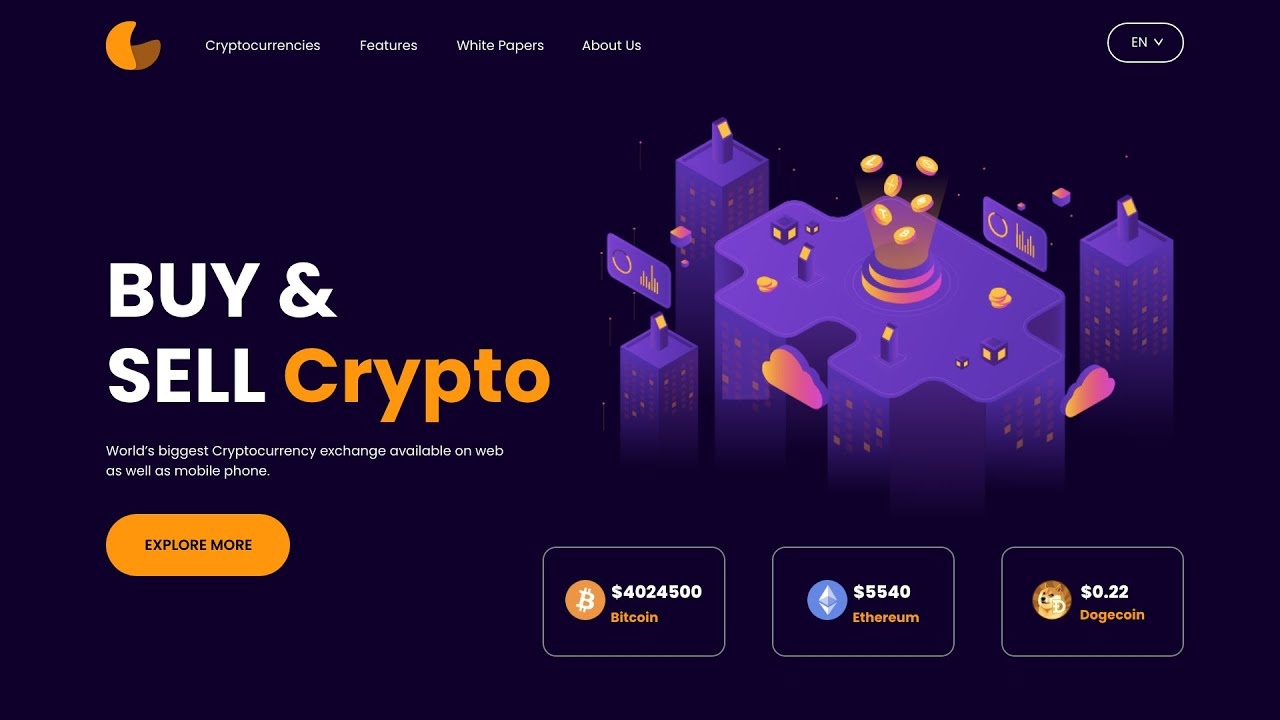 Cryptocurrencies
Features
White Papers
About Us
EN
BUY &
SELL Crypto
World’s biggest Cryptocurrency exchange available on web
as well as mobile phone.
EXPLORE MORE
$4024500
Bitcoin
$5540
Ethereum
$0.22
Dogecoin